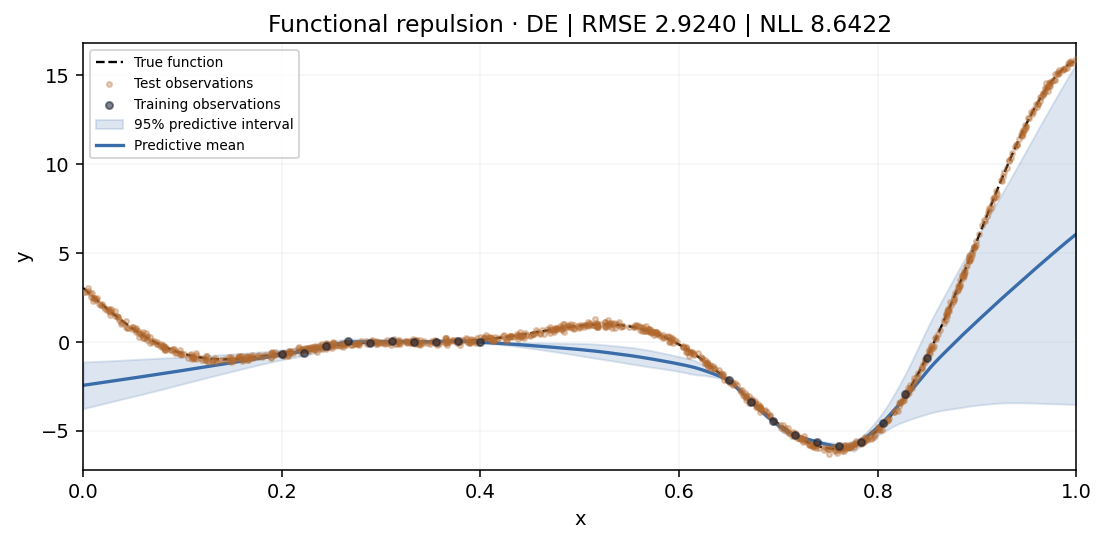 Functional repulsion · DE | RMSE 2.9240 | NLL 8.6422
True function
Test observations
Training observations
95% predictive interval
Predictive mean
y
15
10
5
0
−5
0.0 0.2 0.4 0.6 0.8 1.0
x